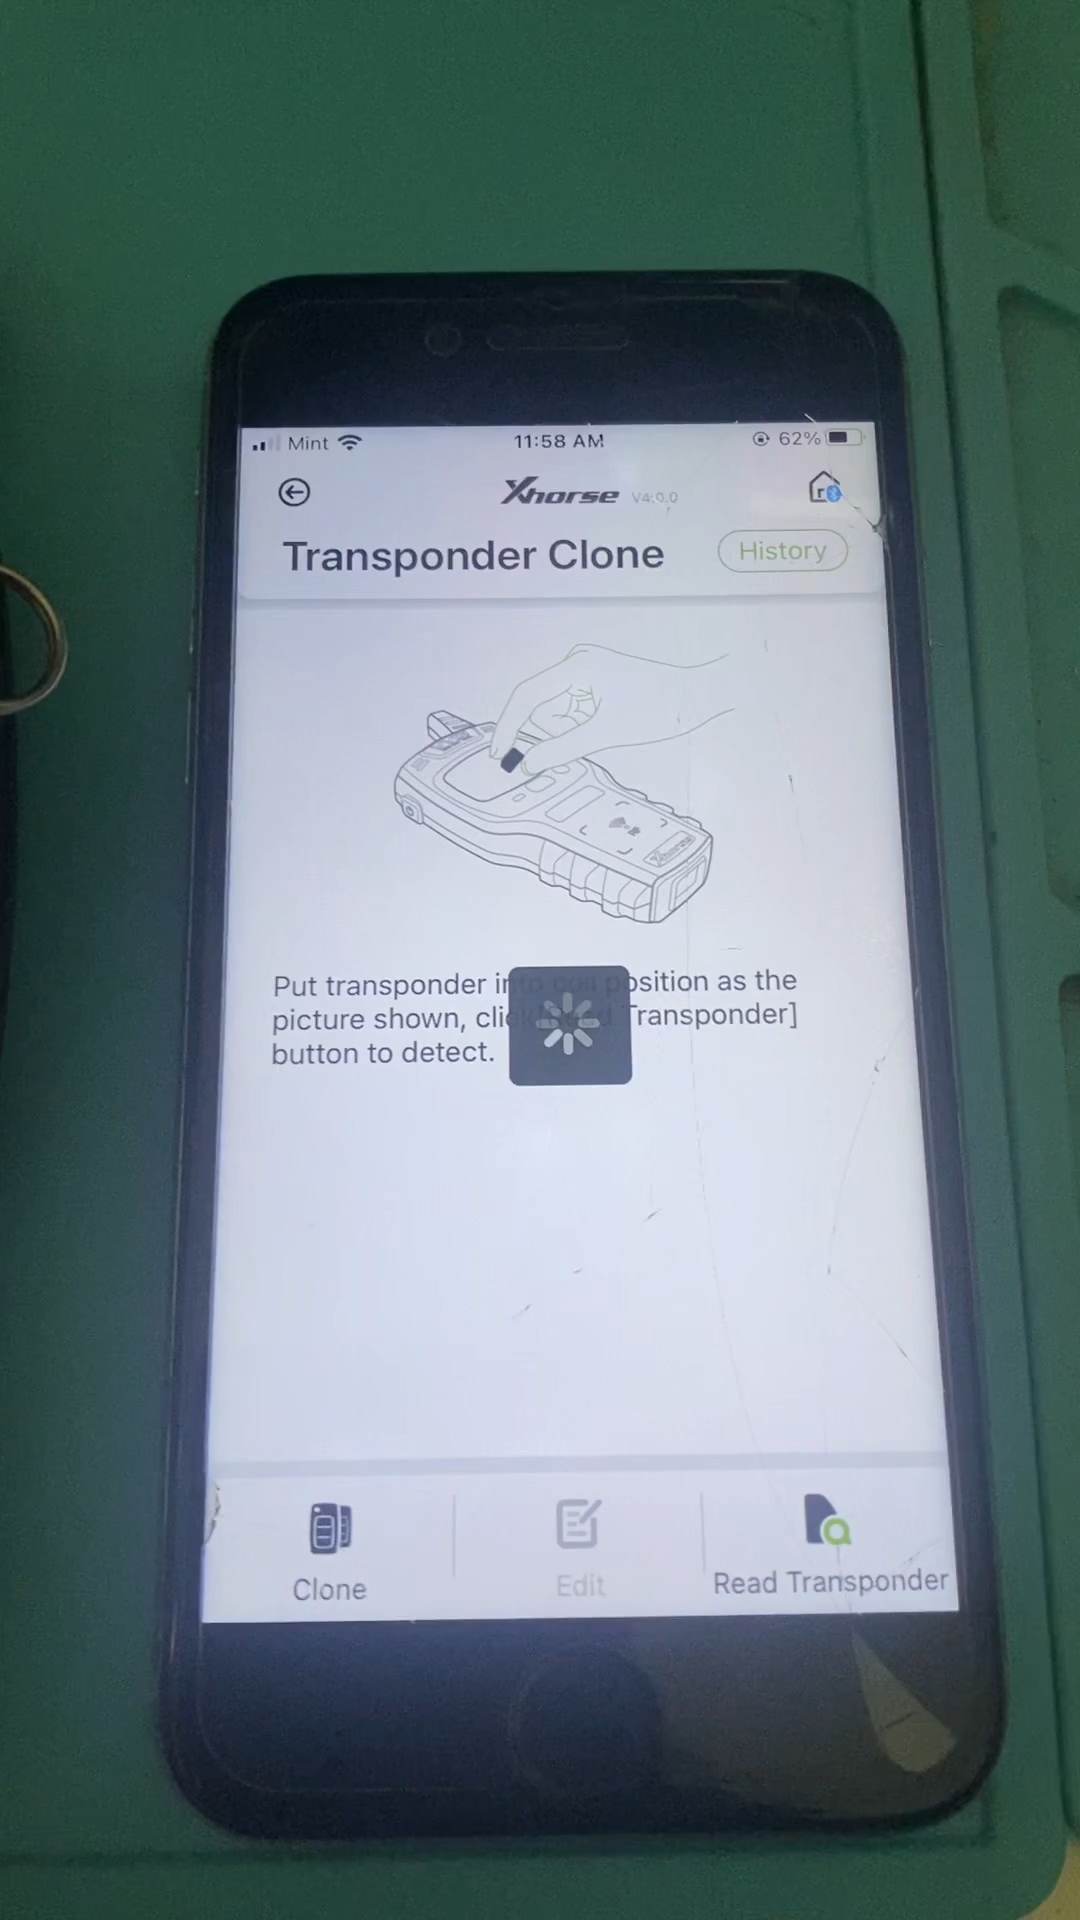 Mint 11:58 AM 62%
Xhorse V4.0.0
Transponder Clone History
Xhorse
Put transponder into coil position as the
picture shown, click Transponder]
button to detect.
Clone Edit Read Transponder